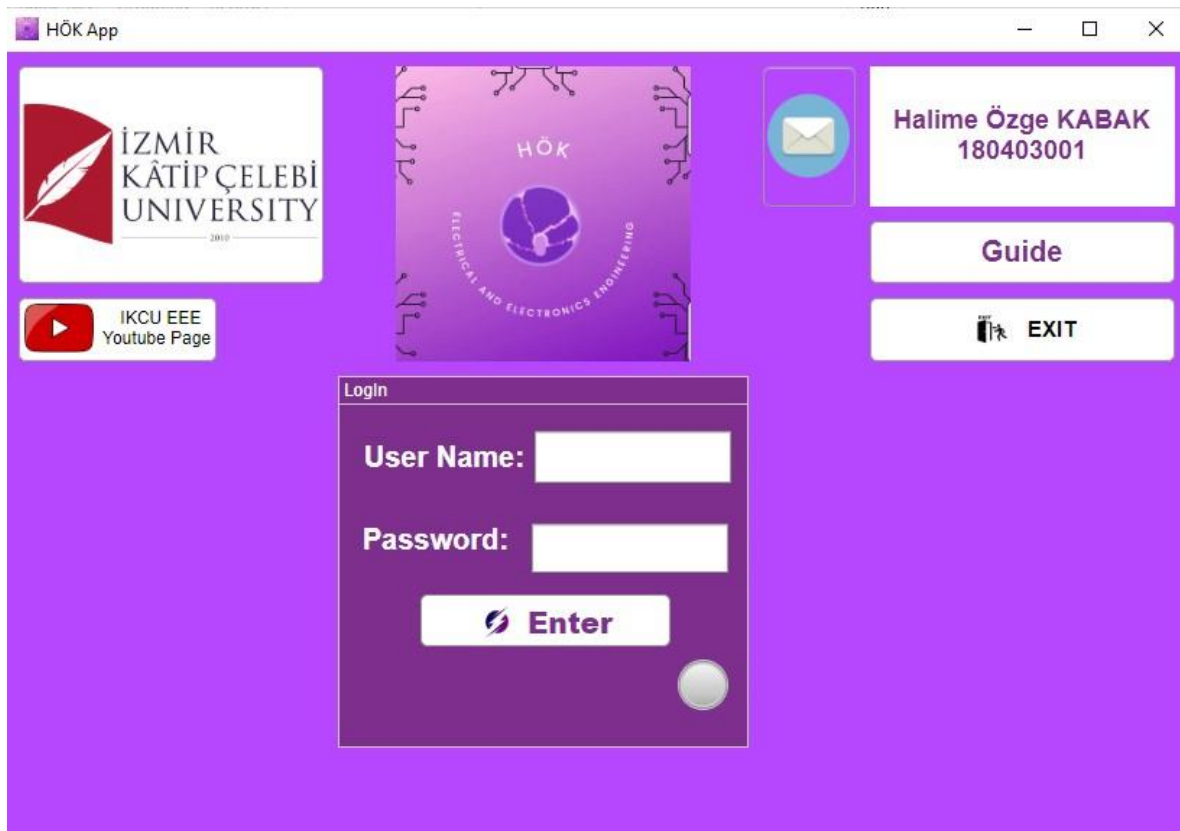 HÖK App
İZMİR
KÂTİP ÇELEBİ
UNIVERSITY
2010
HÖK
ELECTRICAL AND ELECTRONICS ENGINEERING
Halime Özge KABAK
180403001
Guide
IKCU EEE
Youtube Page
EXIT
EXIT
LogIn
User Name:
Password:
Enter